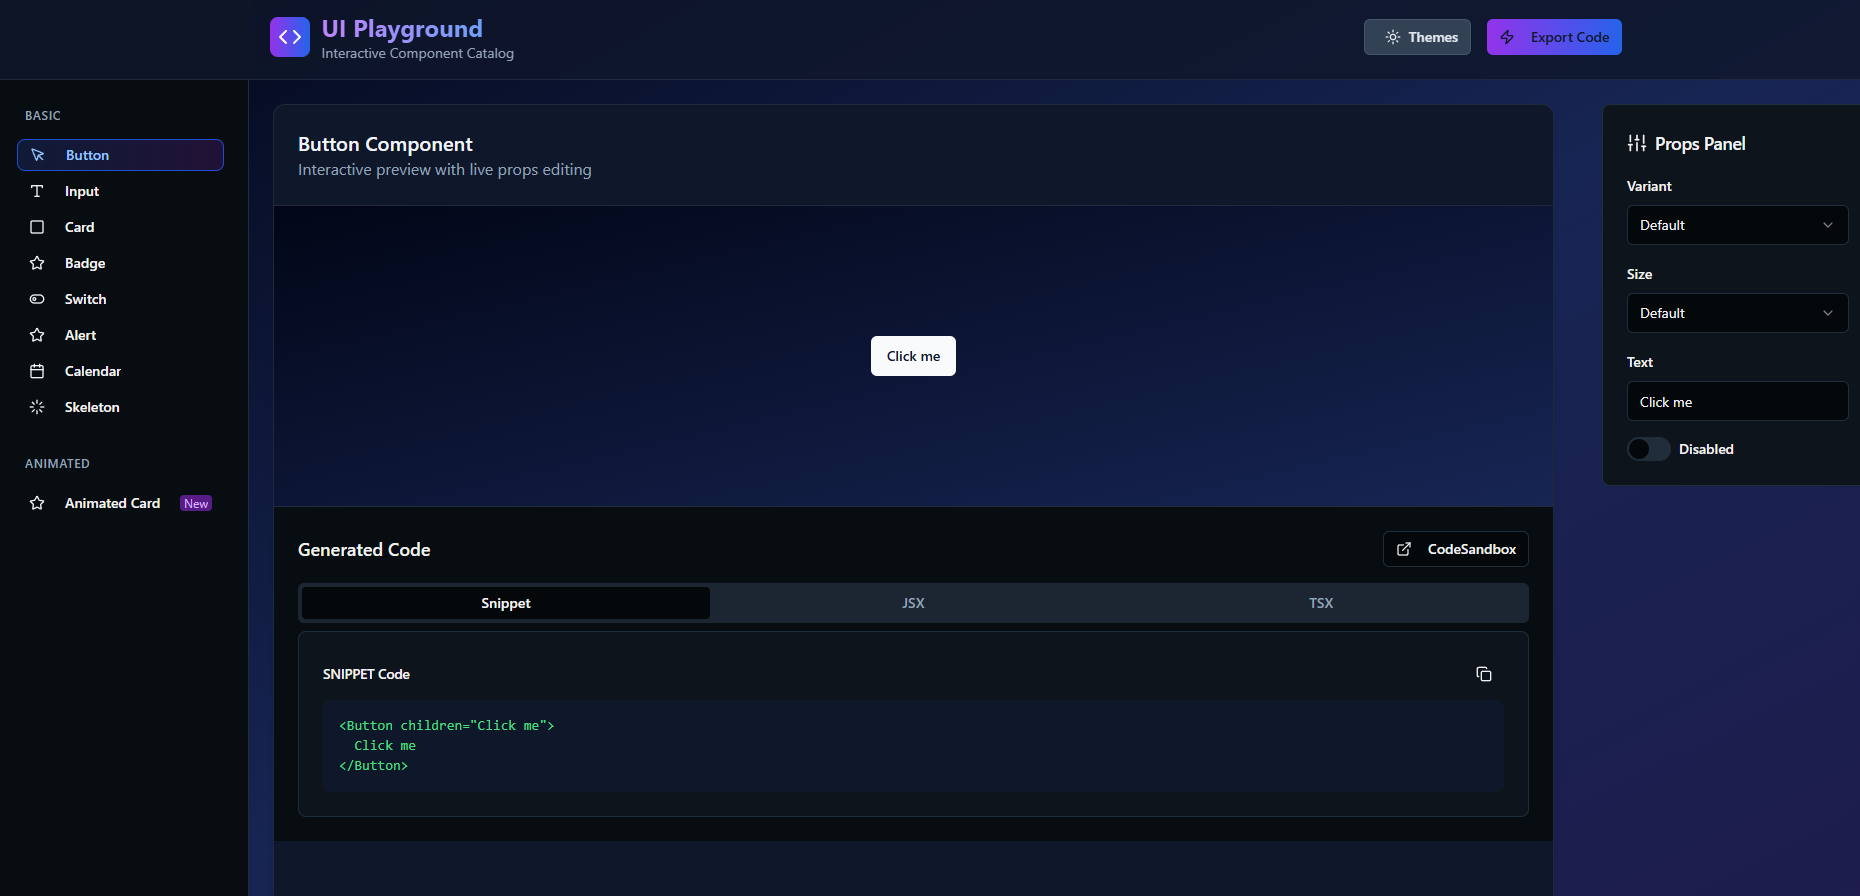 UI Playground
Interactive Component Catalog
Themes
Export Code
BASIC
Button
Input
Card
Badge
Switch
Alert
Calendar
Skeleton
ANIMATED
Animated Card New
Button Component
Interactive preview with live props editing
Click me
Generated Code
CodeSandbox
Snippet
JSX
TSX
SNIPPET Code
<Button children="Click me">
  Click me
</Button>
Props Panel
Variant
Default
Size
Default
Text
Click me
Disabled